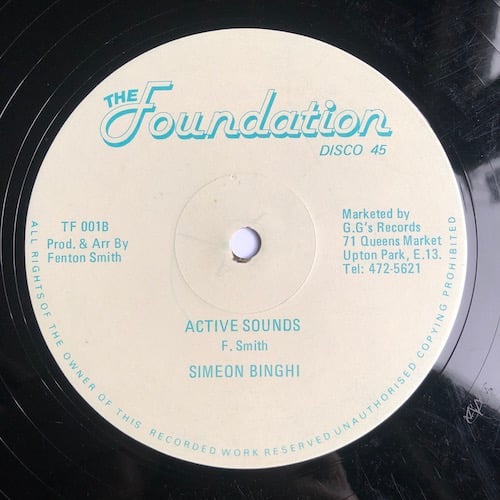 THE Foundation
DISCO 45
TF 001B
Prod. & Arr By
Fenton Smith
Marketed by
G.G's Records
71 Queens Market
Upton Park, E.13.
Tel: 472-5621
ACTIVE SOUNDS
F. Smith
SIMEON BINGHI
ALL RIGHTS OF THE OWNER OF THIS RECORDED WORK RESERVED UNAUTHORISED COPYING PROHIBITED